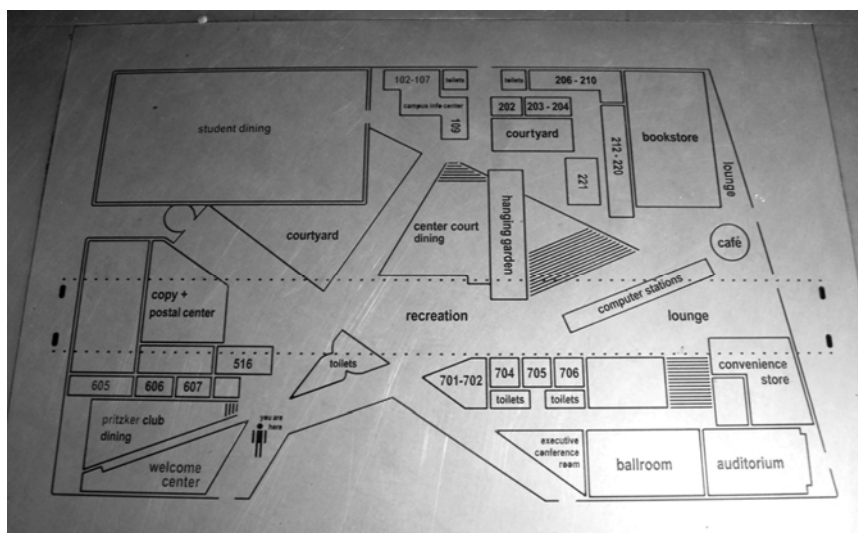 102-107
toilets
toilets
206 - 210
campus info center
109
202
203 - 204
student dining
courtyard
212 - 220
bookstore
lounge
221
center court
dining
hanging garden
courtyard
café
computer stations
copy +
postal center
recreation
lounge
516
toilets
701-702
704
705
706
convenience
store
605
606
607
toilets
toilets
pritzker club
dining
you are
here
welcome
center
executive
conference
room
ballroom
auditorium